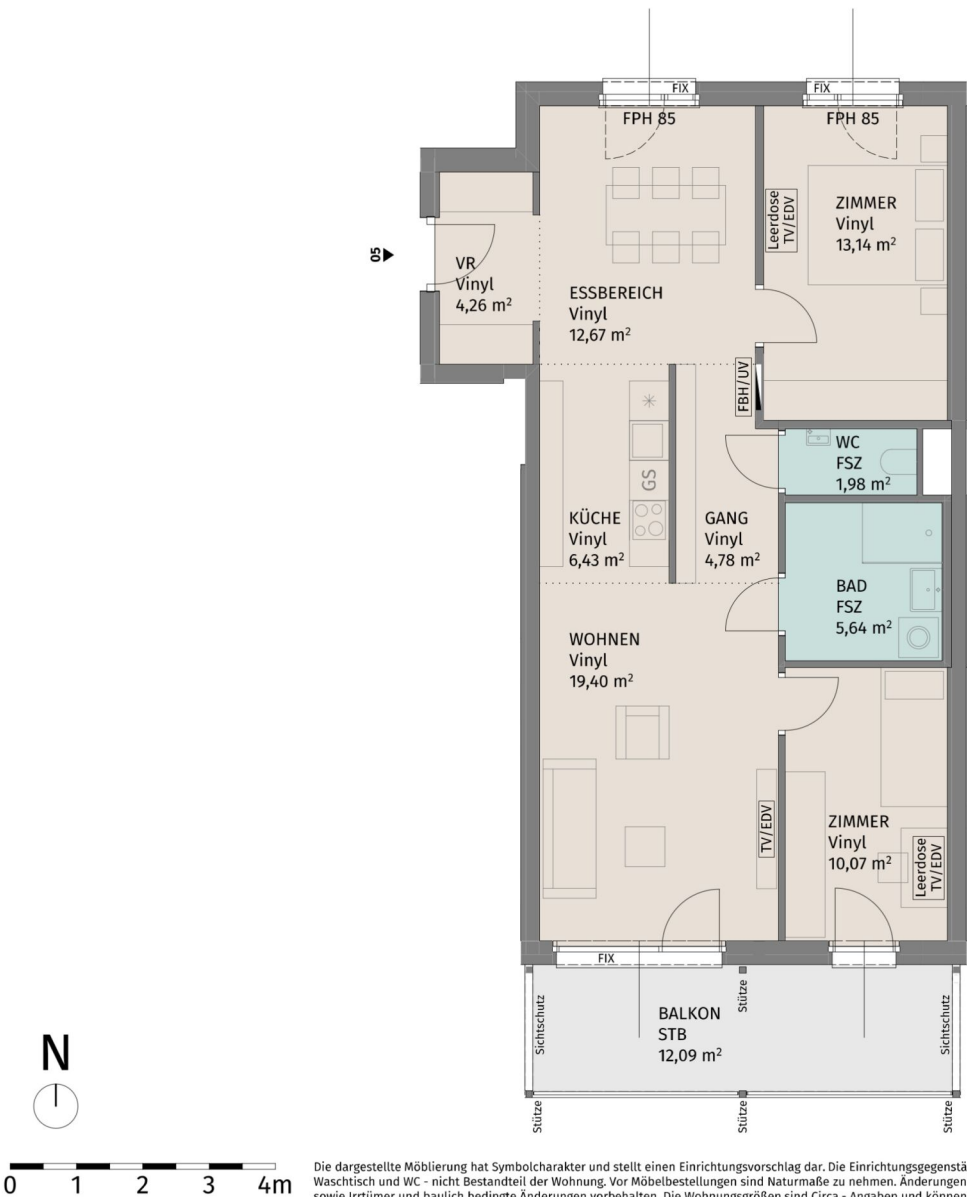 FIX
FIX
FPH 85
FPH 85
Leerdose
TV/EDV
ZIMMER
Vinyl
13,14 m²
05
VR
Vinyl
4,26 m²
ESSBEREICH
Vinyl
12,67 m²
FBH/UV
GS
WC
FSZ
1,98 m²
KÜCHE
Vinyl
6,43 m²
GANG
Vinyl
4,78 m²
BAD
FSZ
5,64 m²
WOHNEN
Vinyl
19,40 m²
TV/EDV
ZIMMER
Vinyl
10,07 m²
Leerdose
TV/EDV
FIX
Sichtschutz
Stütze
BALKON
STB
12,09 m²
Sichtschutz
Stütze
Stütze
Stütze
N
0 1 2 3 4m
Die dargestellte Möblierung hat Symbolcharakter und stellt einen Einrichtungsvorschlag dar. Die Einrichtungsgegenstä
Waschtisch und WC - nicht Bestandteil der Wohnung. Vor Möbelbestellungen sind Naturmaße zu nehmen. Änderungen
sowie Irrtümer und baulich bedingte Änderungen vorbehalten. Die Wohnungsgrößen sind Circa - Angaben und können